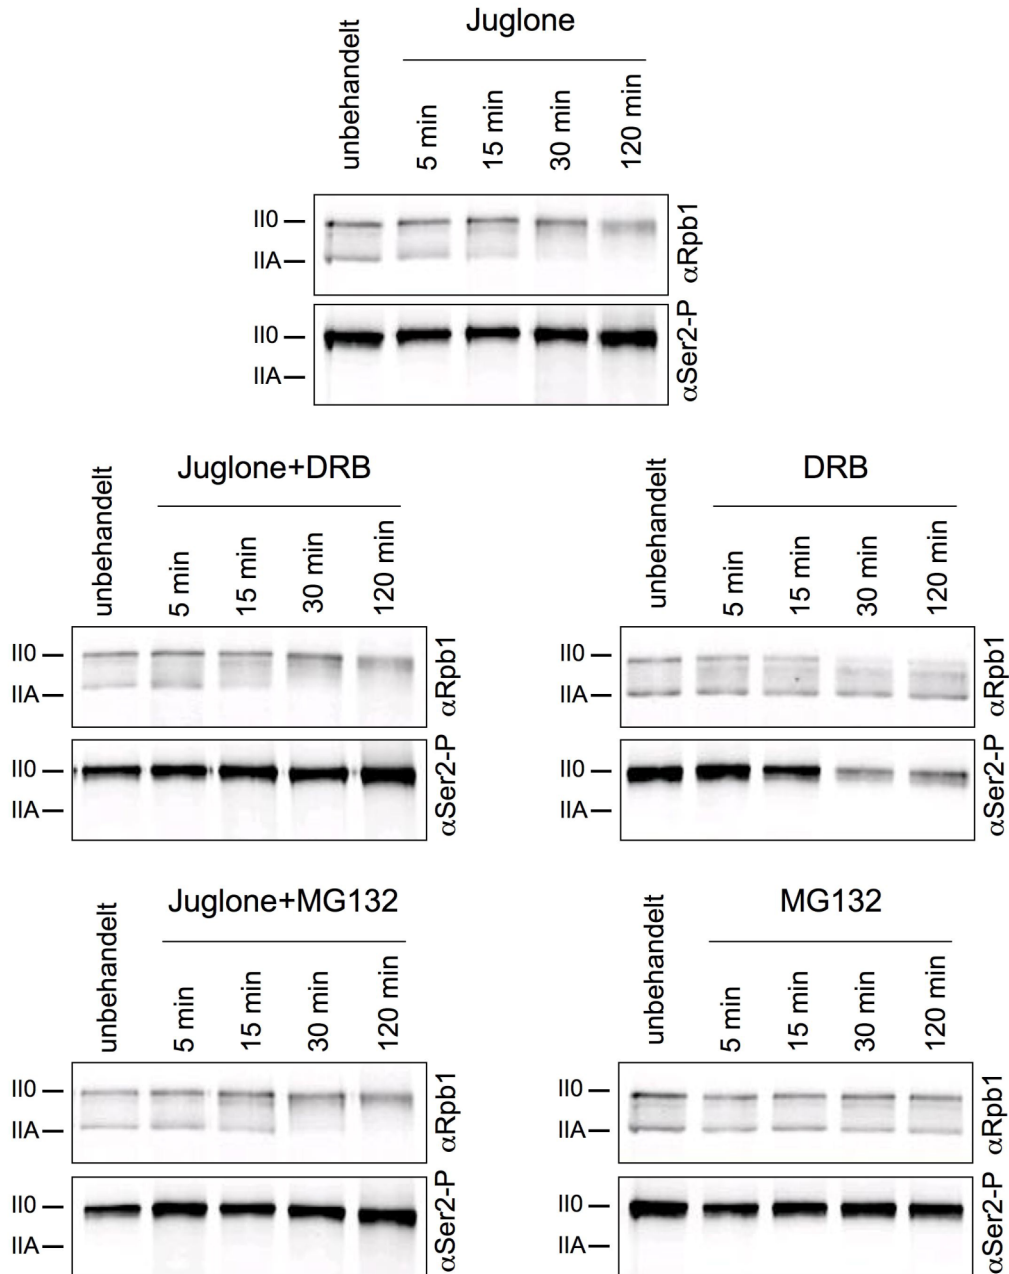 Juglone
unbehandelt
5 min
15 min
30 min
120 min
II0
IIA
αRpb1
II0
IIA
αSer2-P
Juglone+DRB
unbehandelt
5 min
15 min
30 min
120 min
II0
IIA
αRpb1
II0
IIA
αSer2-P
DRB
unbehandelt
5 min
15 min
30 min
120 min
II0
IIA
αRpb1
II0
IIA
αSer2-P
Juglone+MG132
unbehandelt
5 min
15 min
30 min
120 min
II0
IIA
αRpb1
II0
IIA
αSer2-P
MG132
unbehandelt
5 min
15 min
30 min
120 min
II0
IIA
αRpb1
II0
IIA
αSer2-P